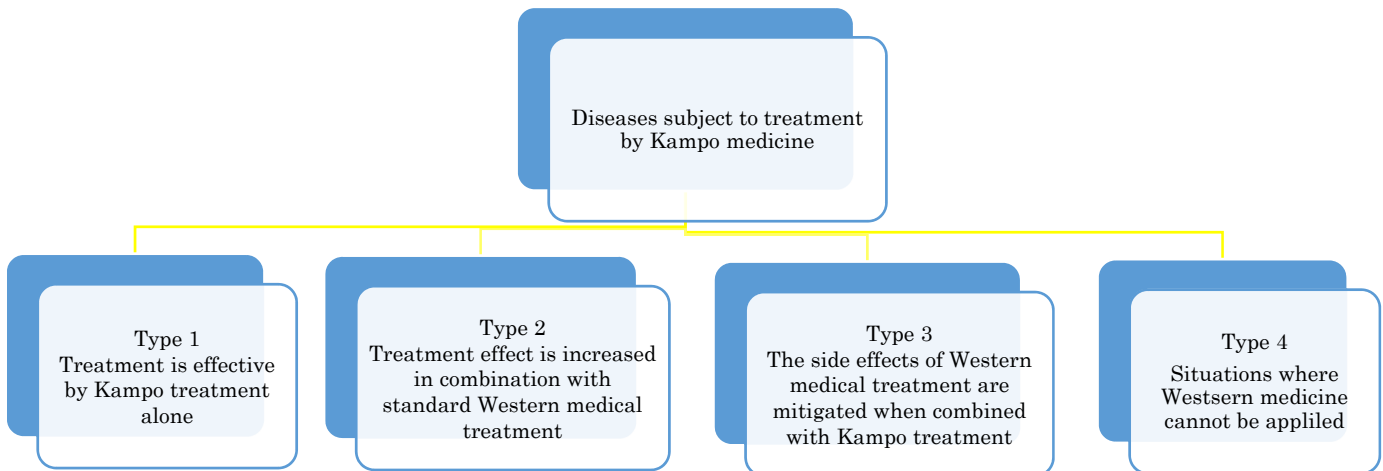 Diseases subject to treatment
by Kampo medicine
Type 1
Treatment is effective
by Kampo treatment
alone
Type 2
Treatment effect is increased
in combination with
standard Western medical
treatment
Type 3
The side effects of Western
medical treatment are
mitigated when combined
with Kampo treatment
Type 4
Situations where
Westsern medicine
cannot be appliled